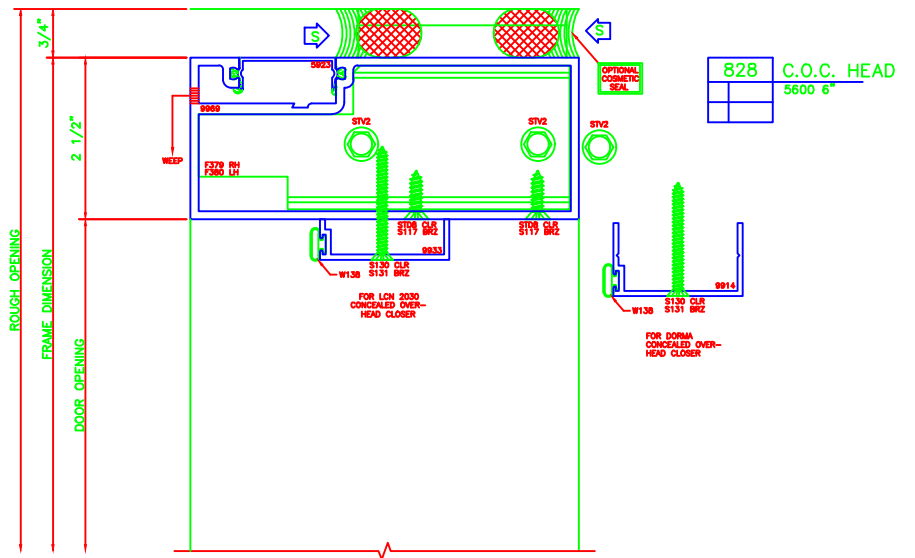 3/4"
S
S
OPTIONAL
COSMETIC
SEAL
828 C.O.C. HEAD
5600 6"
5923
9989
2 1/2"
WEEP
STV2
STV2
STV2
F379 RH
F380 LH
STD8 CLR
S117 BRZ
STD8 CLR
S117 BRZ
9933
S130 CLR
S131 BRZ
W138
FOR LCN 2030
CONCEALED OVER-
HEAD CLOSER
9914
S130 CLR
S131 BRZ
W138
FOR DORMA
CONCEALED OVER-
HEAD CLOSER
ROUGH OPENING
FRAME DIMENSION
DOOR OPENING